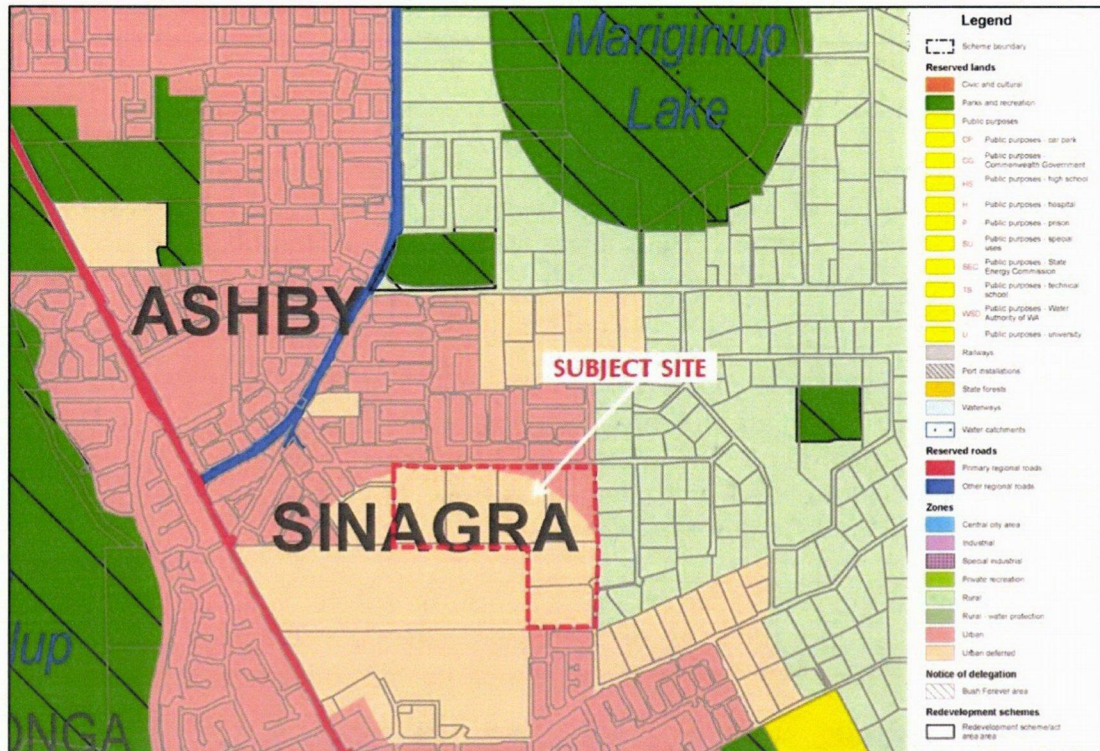 Mariginiup
Lake
ASHBY
SUBJECT SITE
SINAGRA
lup
ONGA
Legend
Scheme boundary
Reserved lands
Civic and cultural
Parks and recreation
Public purposes
CP Public purposes - car park
CG Public purposes -
Commonwealth Government
HS Public purposes - high school
H Public purposes - hospital
P Public purposes - prison
SU Public purposes - special
uses
SEC Public purposes - State
Energy Commission
TS Public purposes - technical
school
WSD Public purposes - Water
Authority of WA
U Public purposes - university
Railways
Port installations
State forests
Waterways
Water catchments
Reserved roads
Primary regional roads
Other regional roads
Zones
Central city area
Industrial
Special industrial
Private recreation
Rural
Rural - water protection
Urban
Urban deferred
Notice of delegation
Bush Forever area
Redevelopment schemes
Redevelopment scheme/act
area area